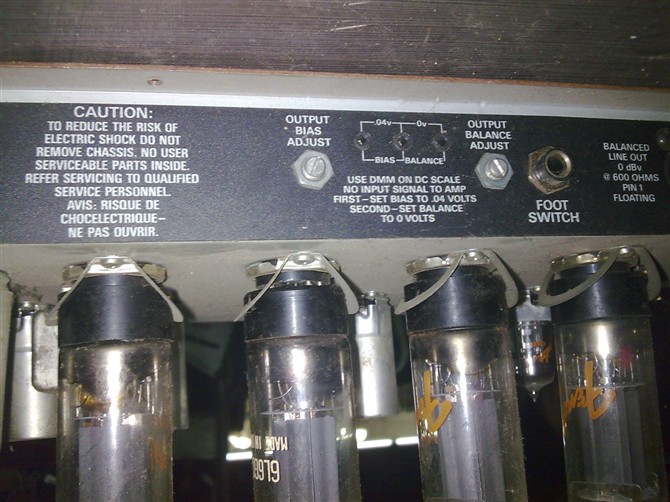 CAUTION:
TO REDUCE THE RISK OF
ELECTRIC SHOCK DO NOT
REMOVE CHASSIS. NO USER
SERVICEABLE PARTS INSIDE.
REFER SERVICING TO QUALIFIED
SERVICE PERSONNEL.
AVIS: RISQUE DE
CHOCELECTRIQUE–
NE PAS OUVRIR.
OUTPUT
BIAS
ADJUST
.04v 0v
BIAS BALANCE
USE DMM ON DC SCALE
NO INPUT SIGNAL TO AMP
FIRST–SET BIAS TO .04 VOLTS
SECOND–SET BALANCE
TO 0 VOLTS
OUTPUT
BALANCE
ADJUST
FOOT
SWITCH
BALANCED
LINE OUT
0 dBv
@ 600 OHMS
PIN 1
FLOATING
6L6G
MADE IN